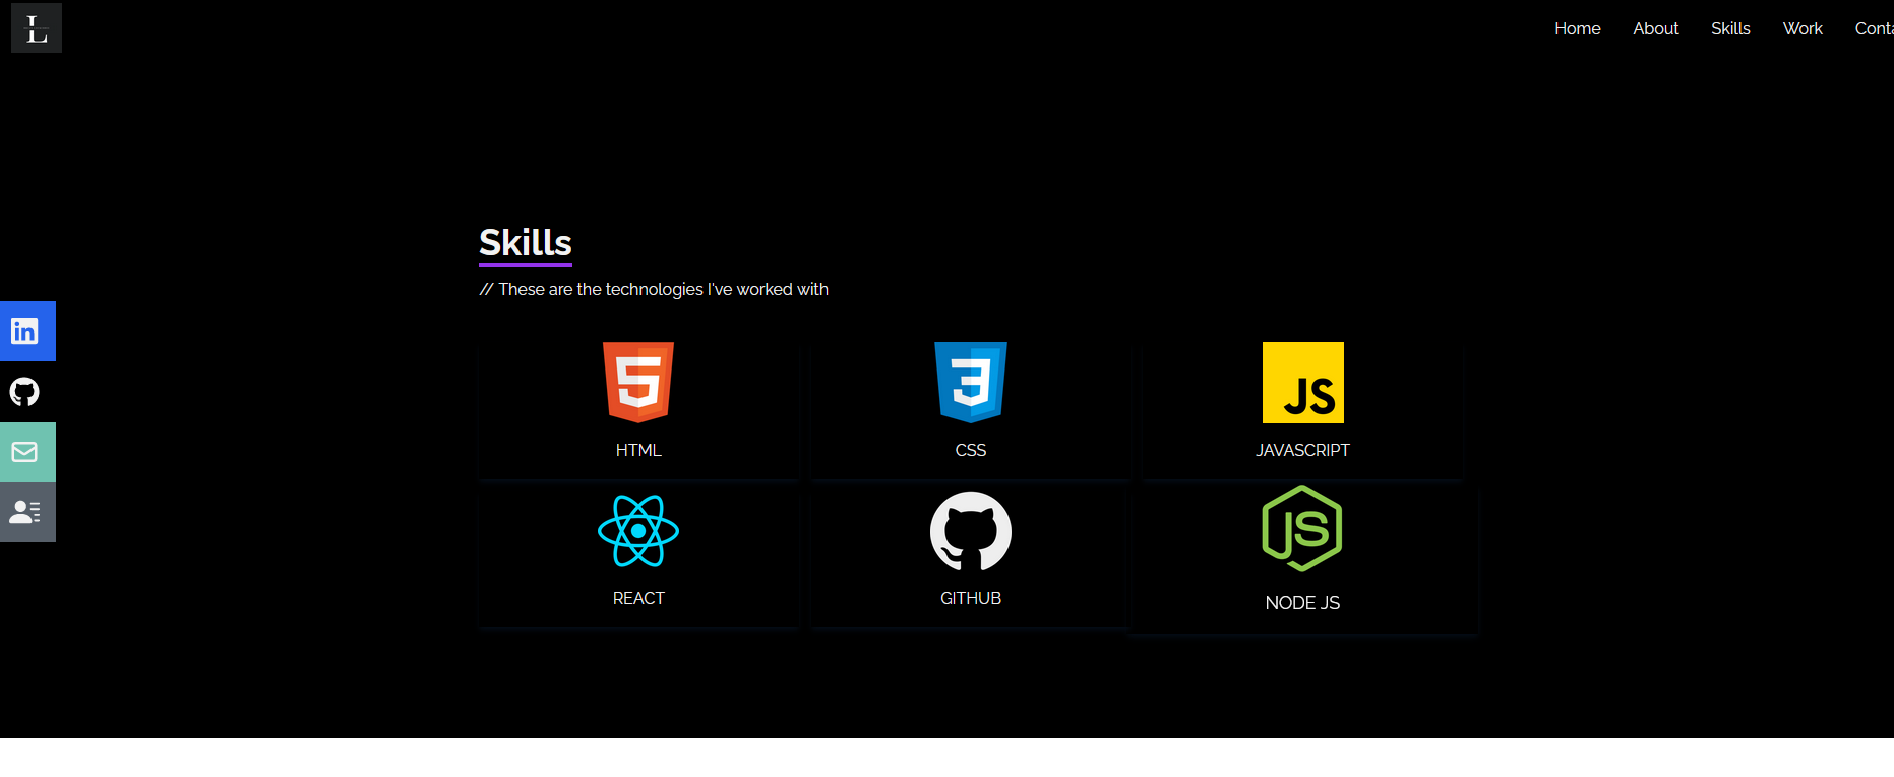 L
Home About Skills Work Conta
Skills
// These are the technologies I've worked with
in
5
3
JS
HTML
CSS
JAVASCRIPT
JS
REACT
GITHUB
NODE JS